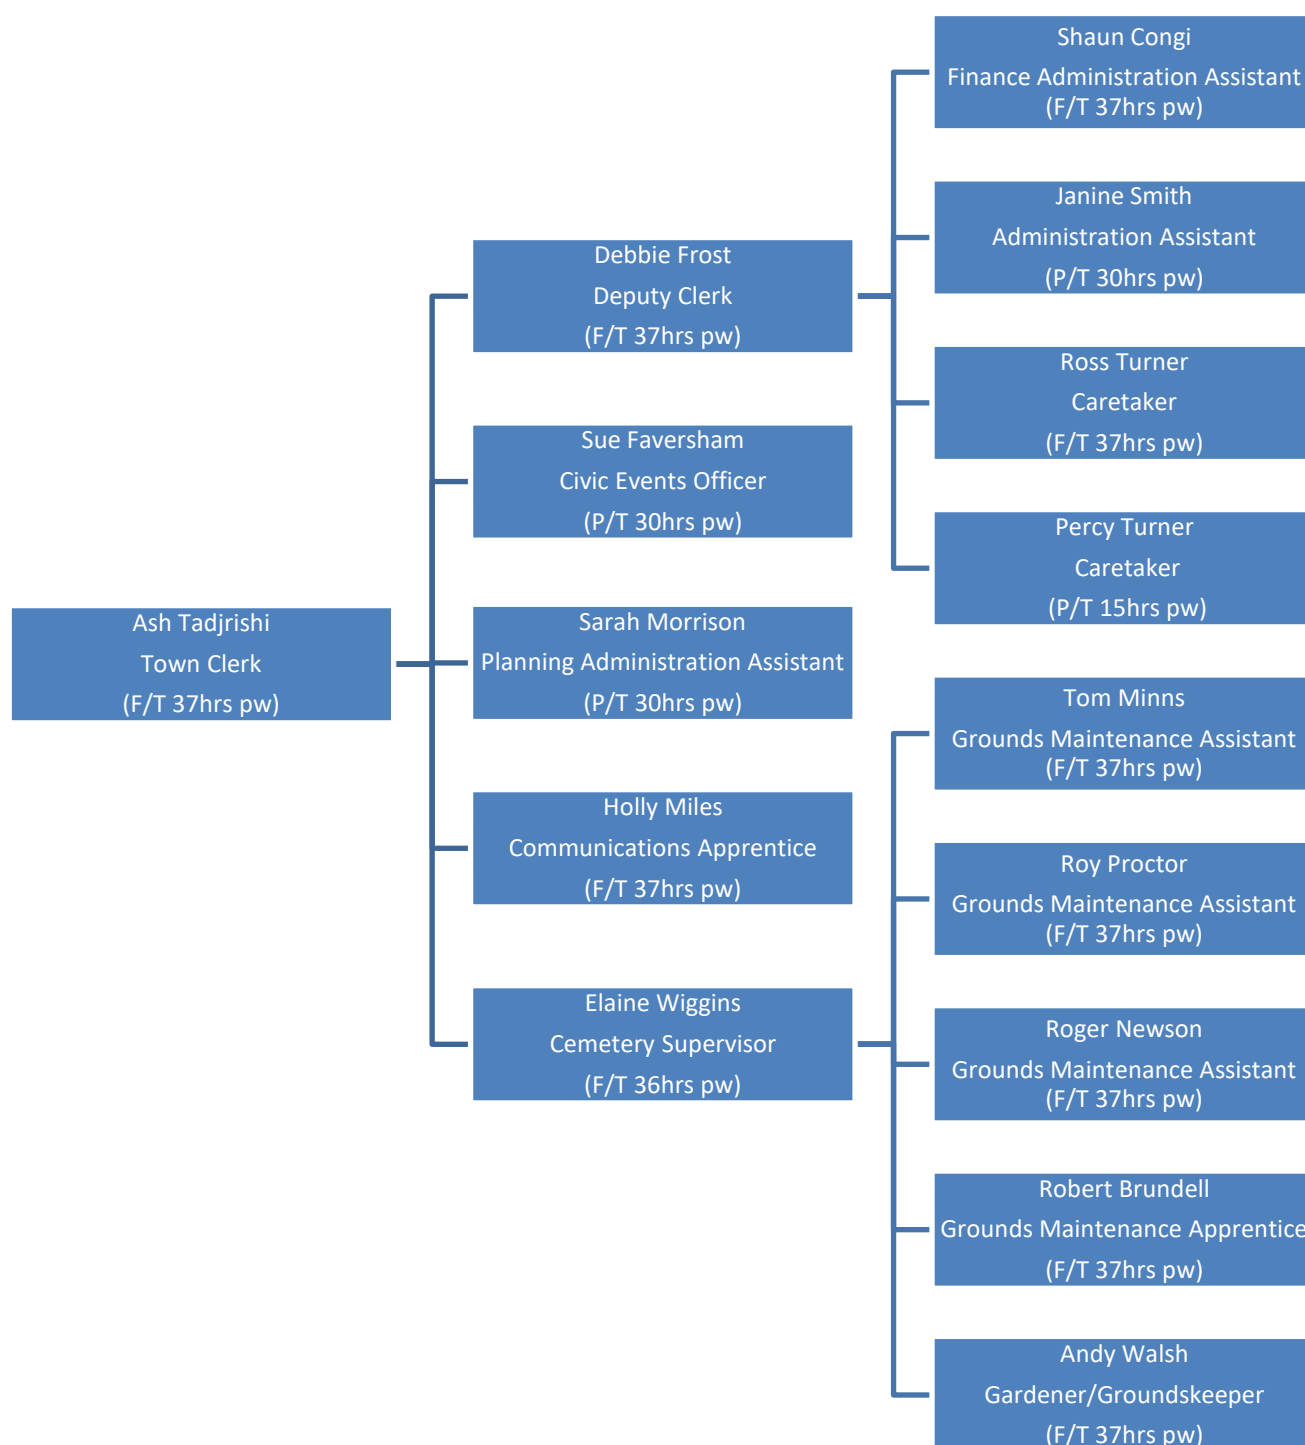 Ash Tadjrishi
Town Clerk
(F/T 37hrs pw)
Debbie Frost
Deputy Clerk
(F/T 37hrs pw)
Shaun Congi
Finance Administration Assistant
(F/T 37hrs pw)
Janine Smith
Administration Assistant
(P/T 30hrs pw)
Ross Turner
Caretaker
(F/T 37hrs pw)
Percy Turner
Caretaker
(P/T 15hrs pw)
Sue Faversham
Civic Events Officer
(P/T 30hrs pw)
Sarah Morrison
Planning Administration Assistant
(P/T 30hrs pw)
Holly Miles
Communications Apprentice
(F/T 37hrs pw)
Elaine Wiggins
Cemetery Supervisor
(F/T 36hrs pw)
Tom Minns
Grounds Maintenance Assistant
(F/T 37hrs pw)
Roy Proctor
Grounds Maintenance Assistant
(F/T 37hrs pw)
Roger Newson
Grounds Maintenance Assistant
(F/T 37hrs pw)
Robert Brundell
Grounds Maintenance Apprentice
(F/T 37hrs pw)
Andy Walsh
Gardener/Groundskeeper
(F/T 37hrs pw)